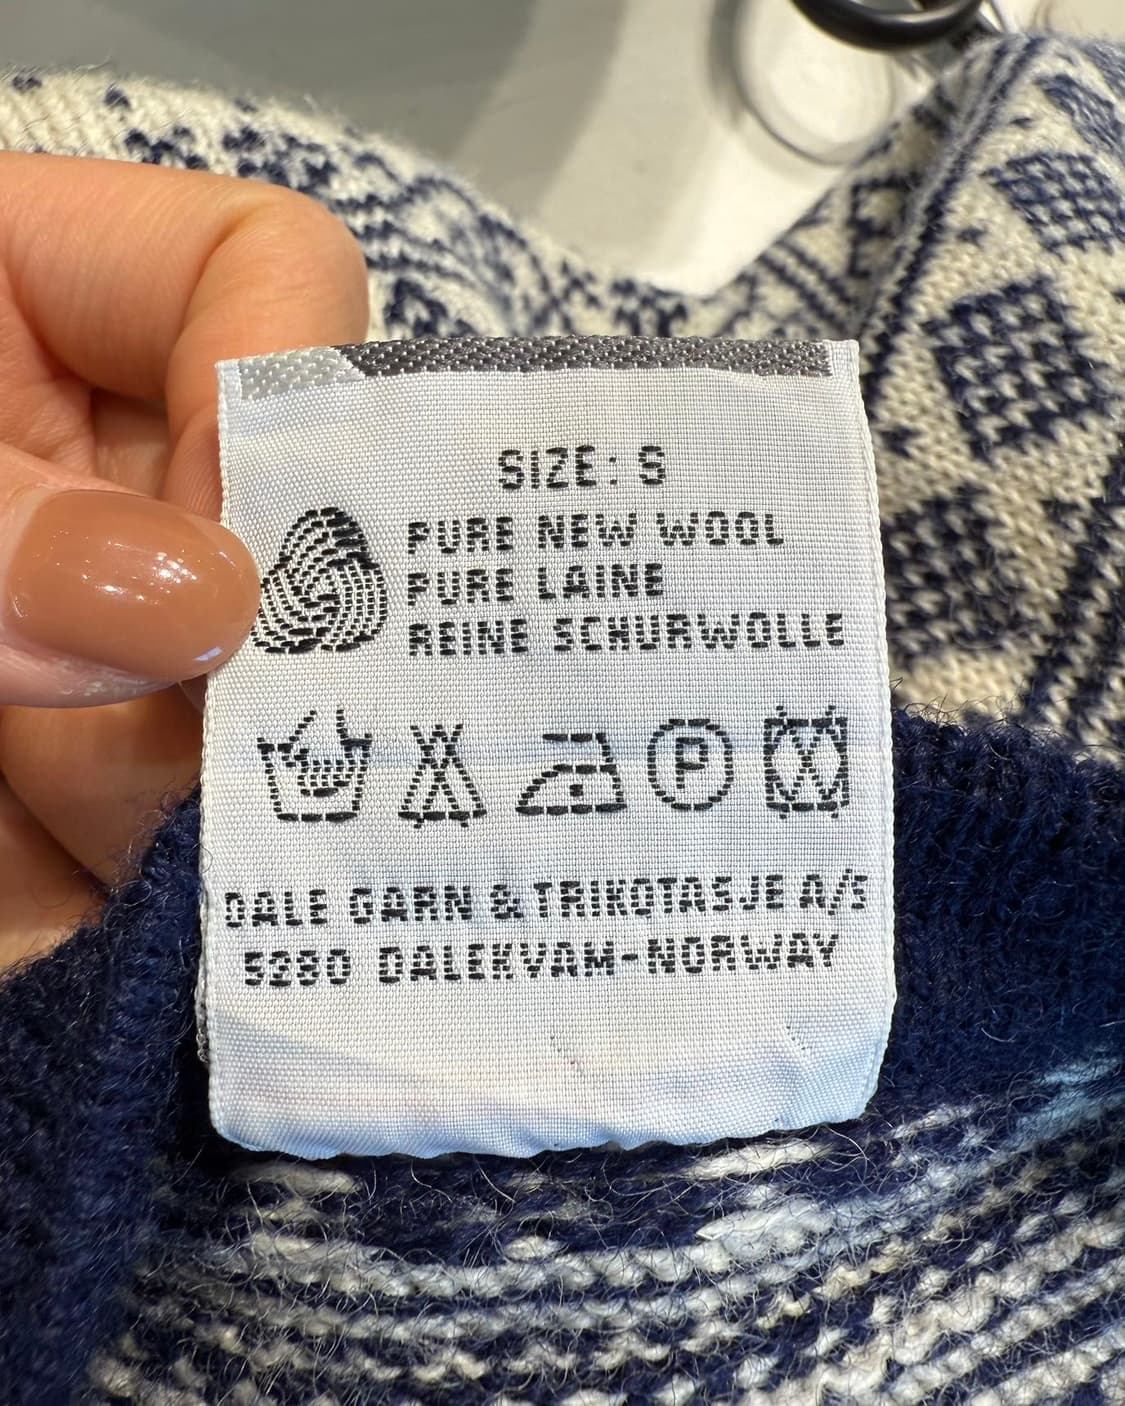 SIZE: S
PURE NEW WOOL
PURE LAINE
REINE SCHURWOLLE
P
DALE GARN & TRIKOTASJE A/S
5280 DALEKVAM-NORWAY